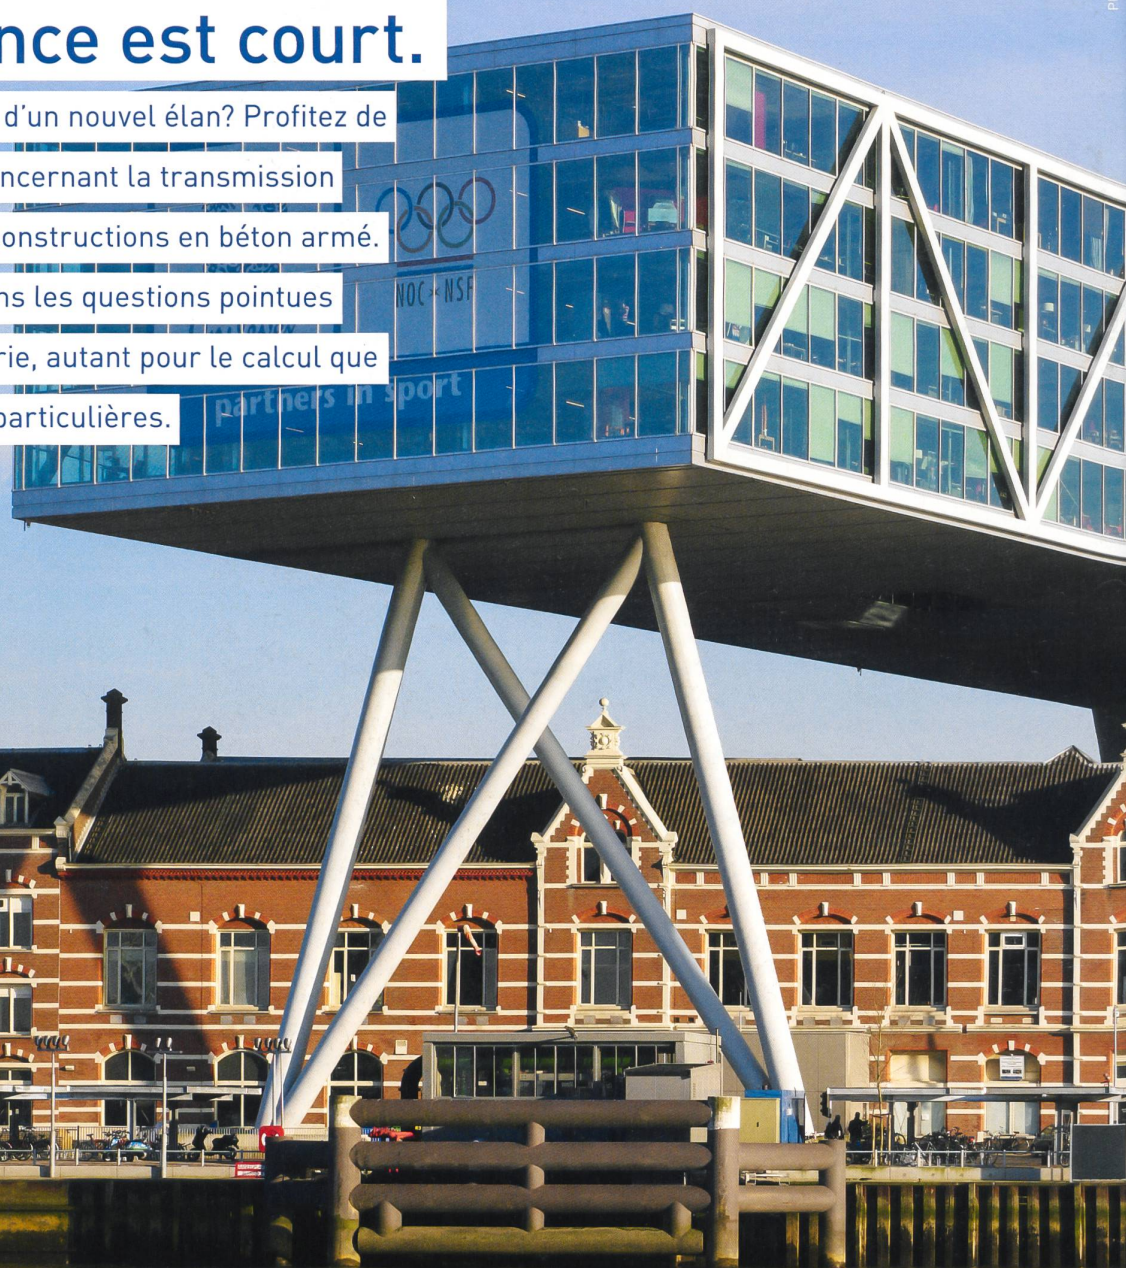 nce est court.
d’un nouvel élan? Profitez de
ncernant la transmission
onstructions en béton armé.
ns les questions pointues
rie, autant pour le calcul que
particulières.
NOC NSF
partners in sport